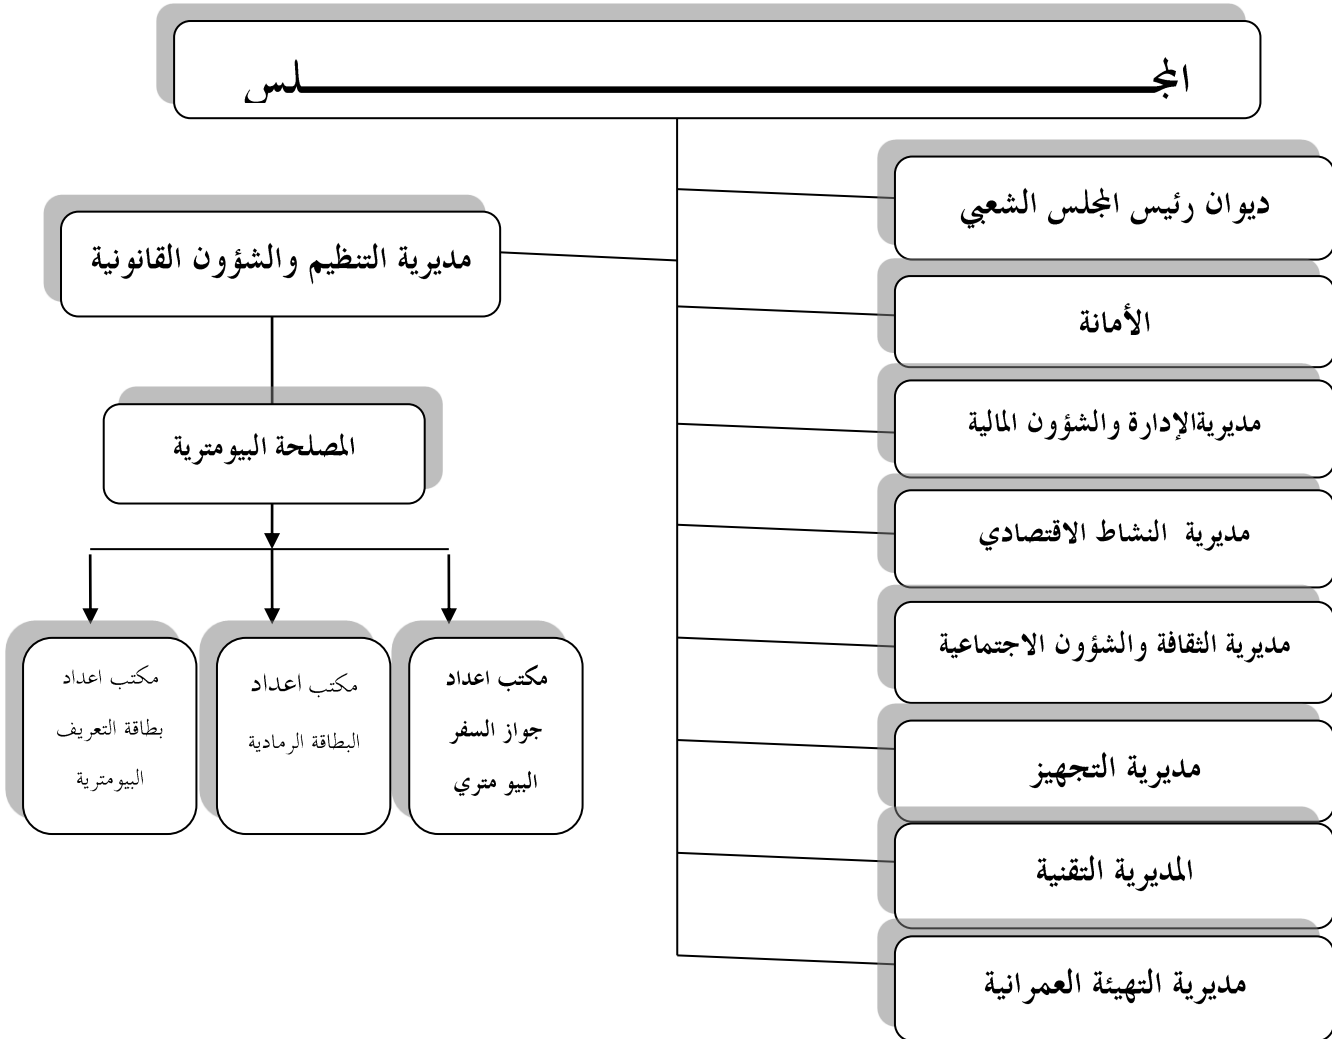 المجـــــــــــــــــــــــــــــلس
ديوان رئيس المجلس الشعبي
مديرية التنظيم والشؤون القانونية
الأمانة
مديريةالإدارة والشؤون المالية
المصلحة البيومترية
مديرية النشاط الاقتصادي
مديرية الثقافة والشؤون الاجتماعية
مكتب اعداد
جواز السفر
البيو متري
مكتب اعداد
البطاقة الرمادية
مكتب اعداد
بطاقة التعريف
البيومترية
مديرية التجهيز
المديرية التقنية
مديرية التهيئة العمرانية